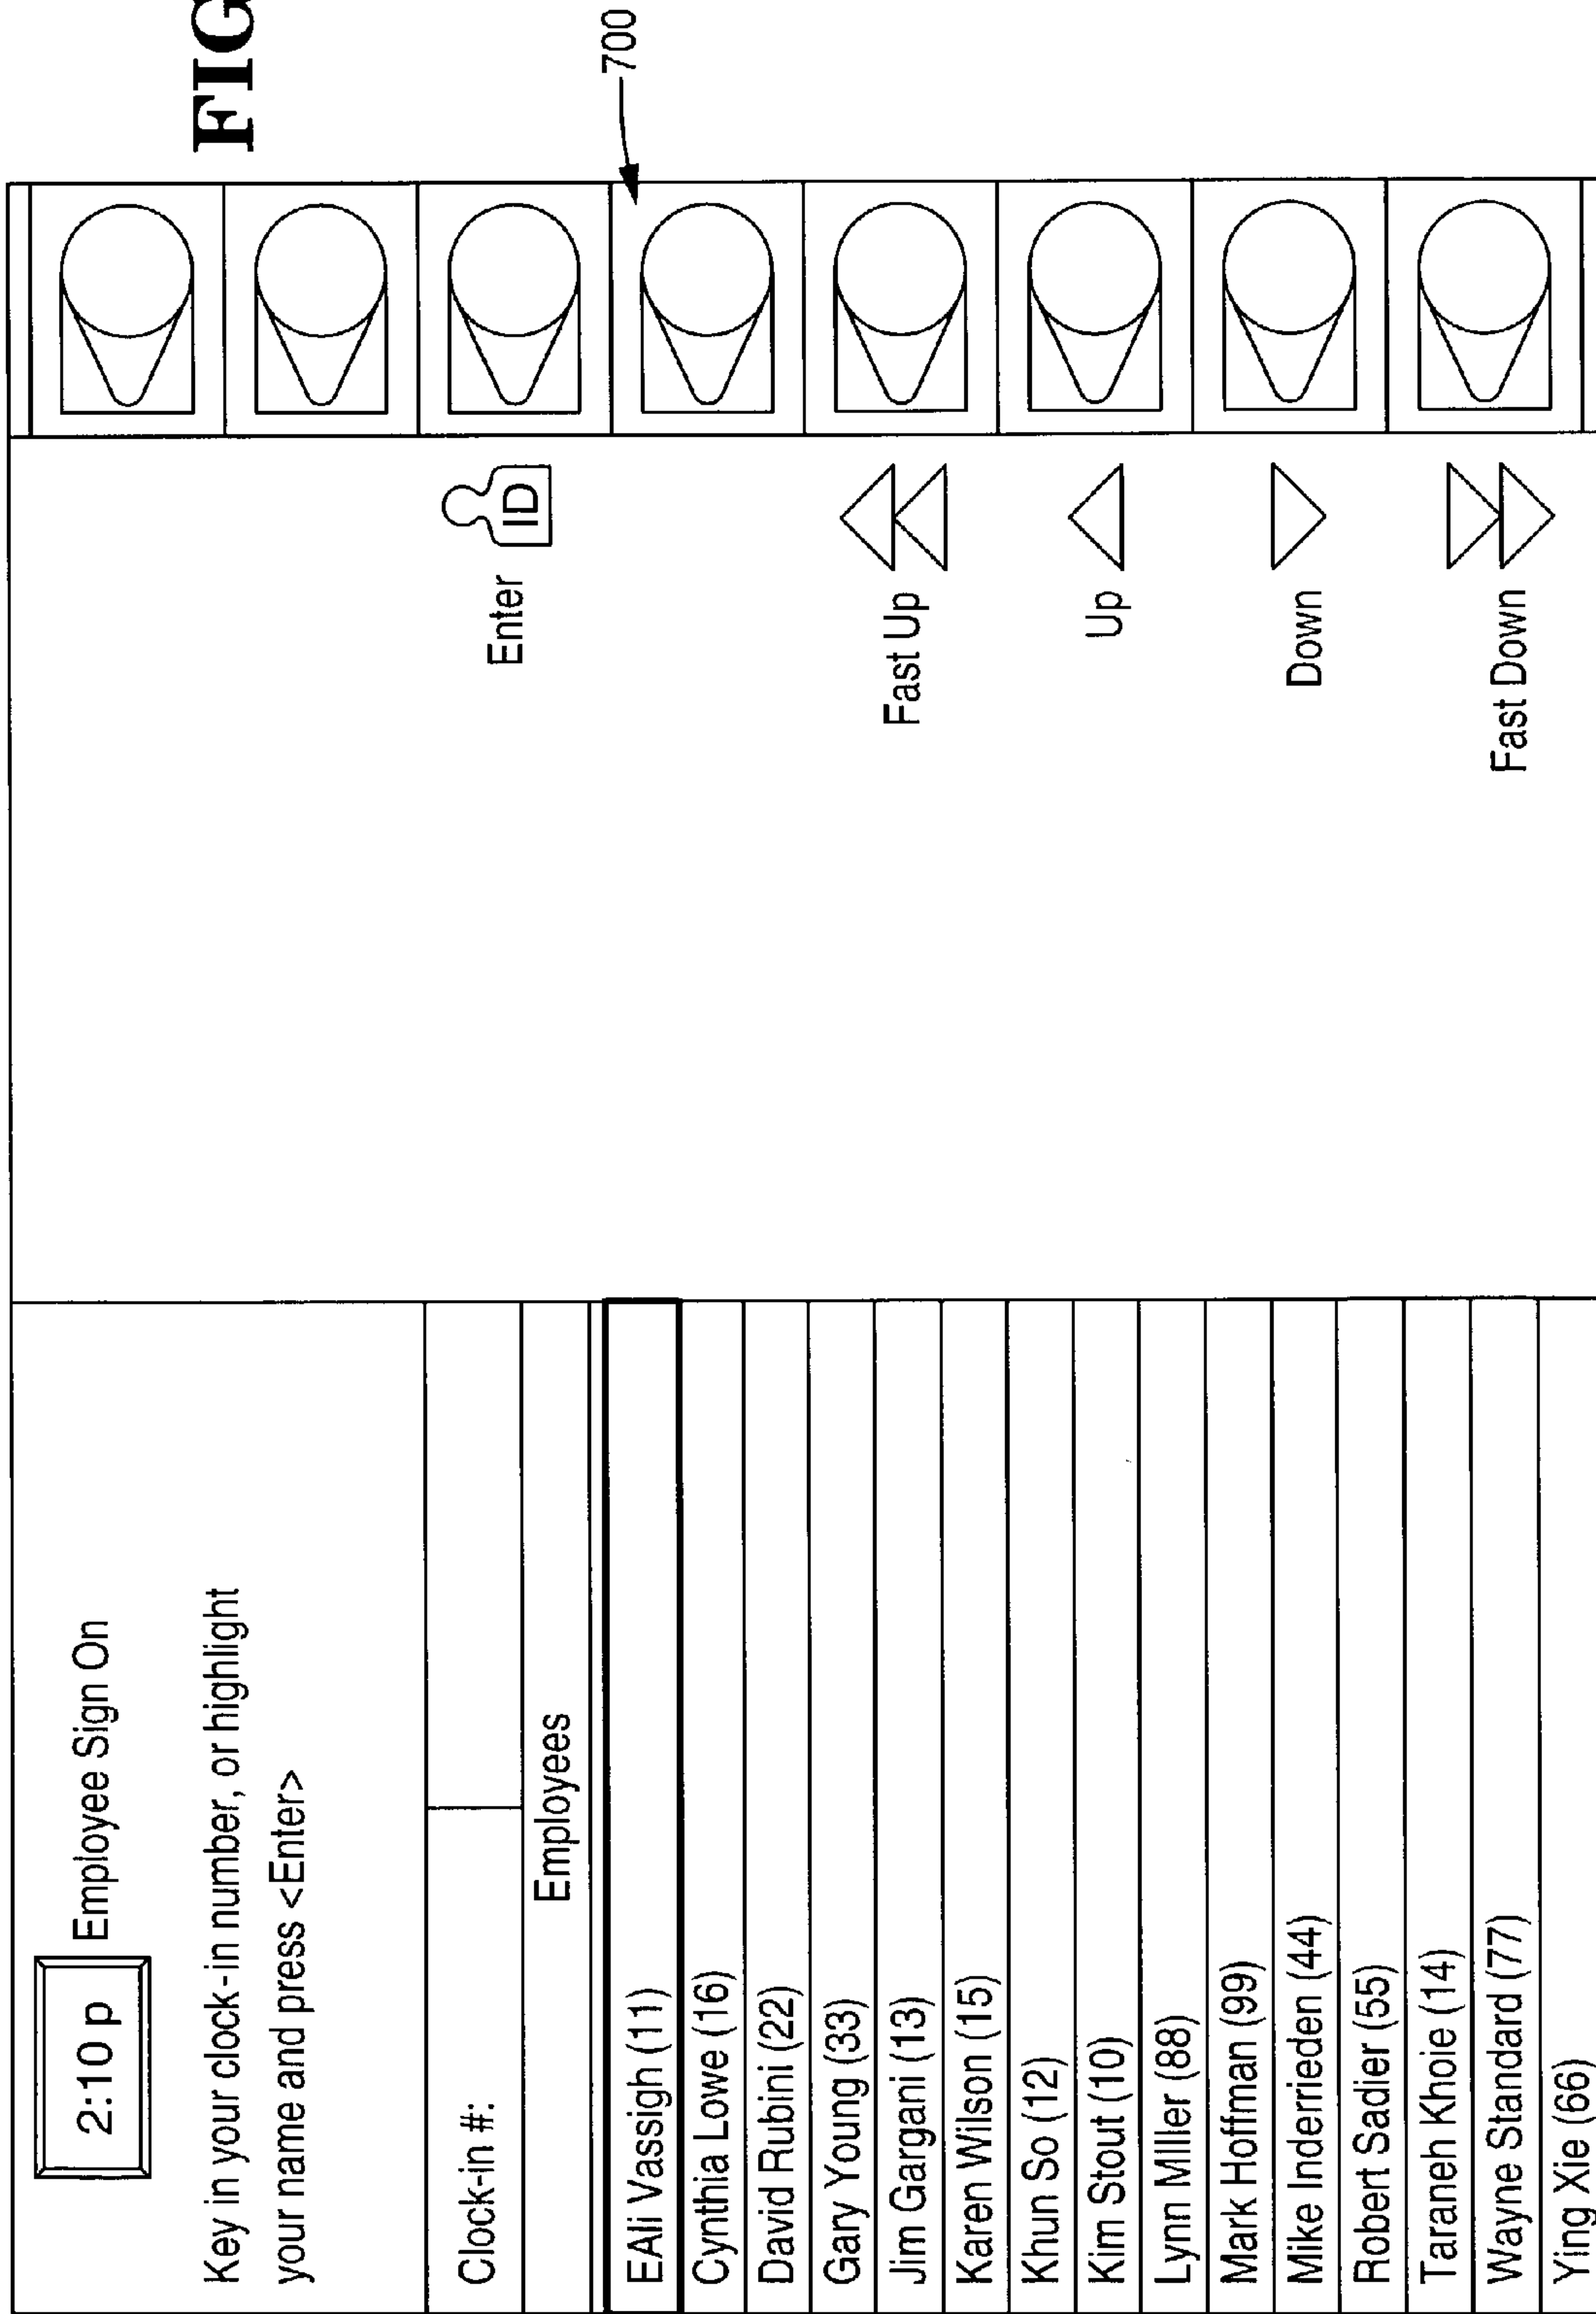 FIG
700
2:10 p
Employee Sign On
Key in your clock-in number, or highlight
your name and press <Enter>
Clock-in #:
Employees
EAli Vassigh (11)
Cynthia Lowe (16)
David Rubini (22)
Gary Young (33)
Jim Gargani (13)
Karen Wilson (15)
Khun So (12)
Kim Stout (10)
Lynn MIller (88)
Mark Hoffman (99)
Mike Inderrieden (44)
Robert Sadier (55)
Taraneh Khoie (14)
Wayne Standard (77)
Ying Xie (66)
Enter
ID
Fast Up
Up
Down
Fast Down